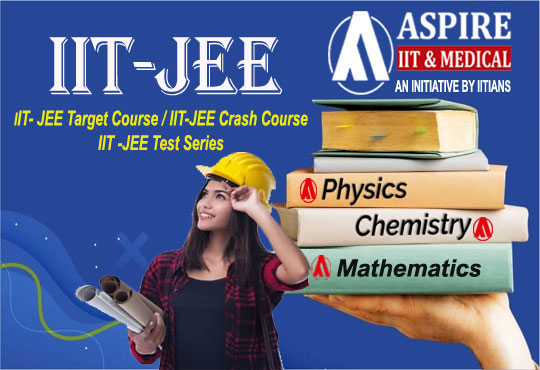 IIT-JEE
IIT- JEE Target Course / IIT-JEE Crash Course
IIT -JEE Test Series
ASPIRE
IIT & MEDICAL
AN INITIATIVE BY IITIANS
Physics
Chemistry
Mathematics